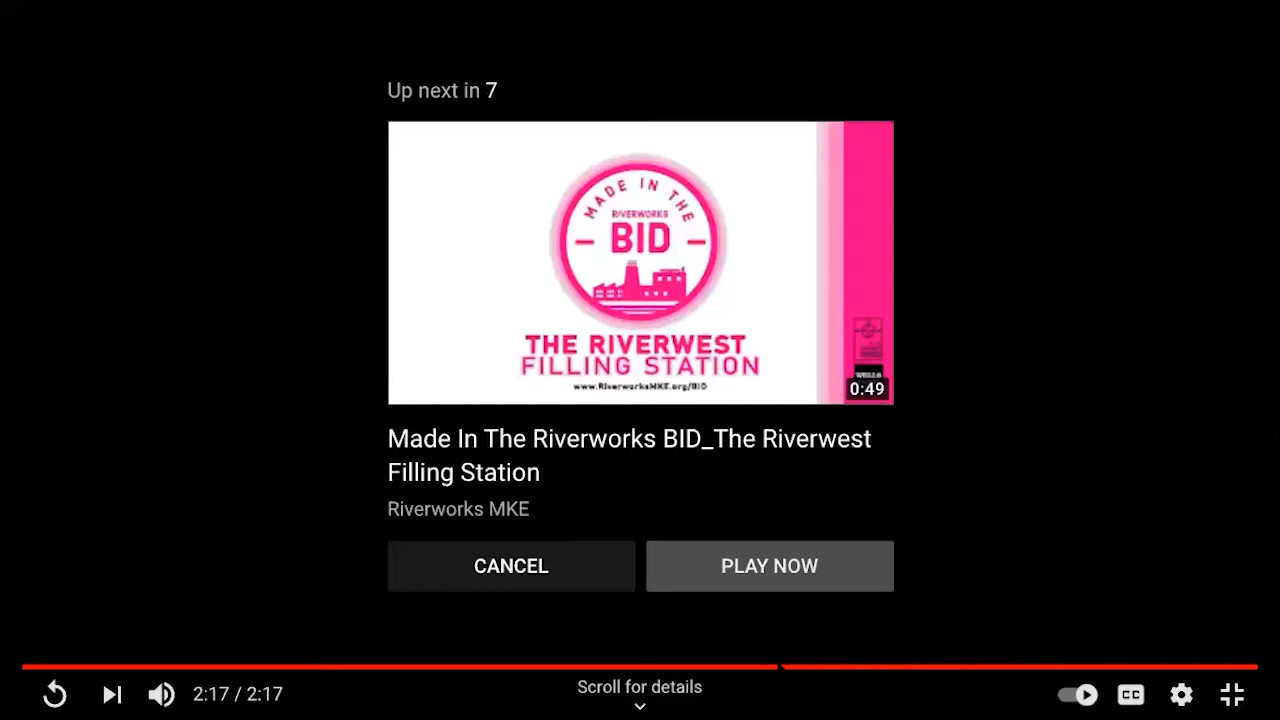 Up next in 7
MADE IN THE
RIVERWORKS
BID
THE RIVERWEST
FILLING STATION
www.RiverworksMKE.org/BID
0:49
Made In The Riverworks BID_The Riverwest
Filling Station
Riverworks MKE
CANCEL
PLAY NOW
2:17 / 2:17
Scroll for details
CC